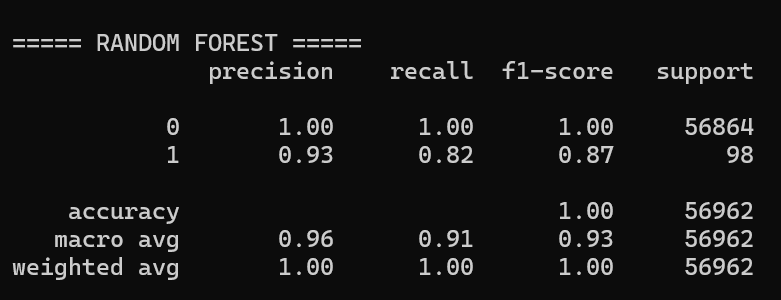 ===== RANDOM FOREST =====
precision recall f1-score support
0 1.00 1.00 1.00 56864
1 0.93 0.82 0.87 98
accuracy 1.00 56962
macro avg 0.96 0.91 0.93 56962
weighted avg 1.00 1.00 1.00 56962